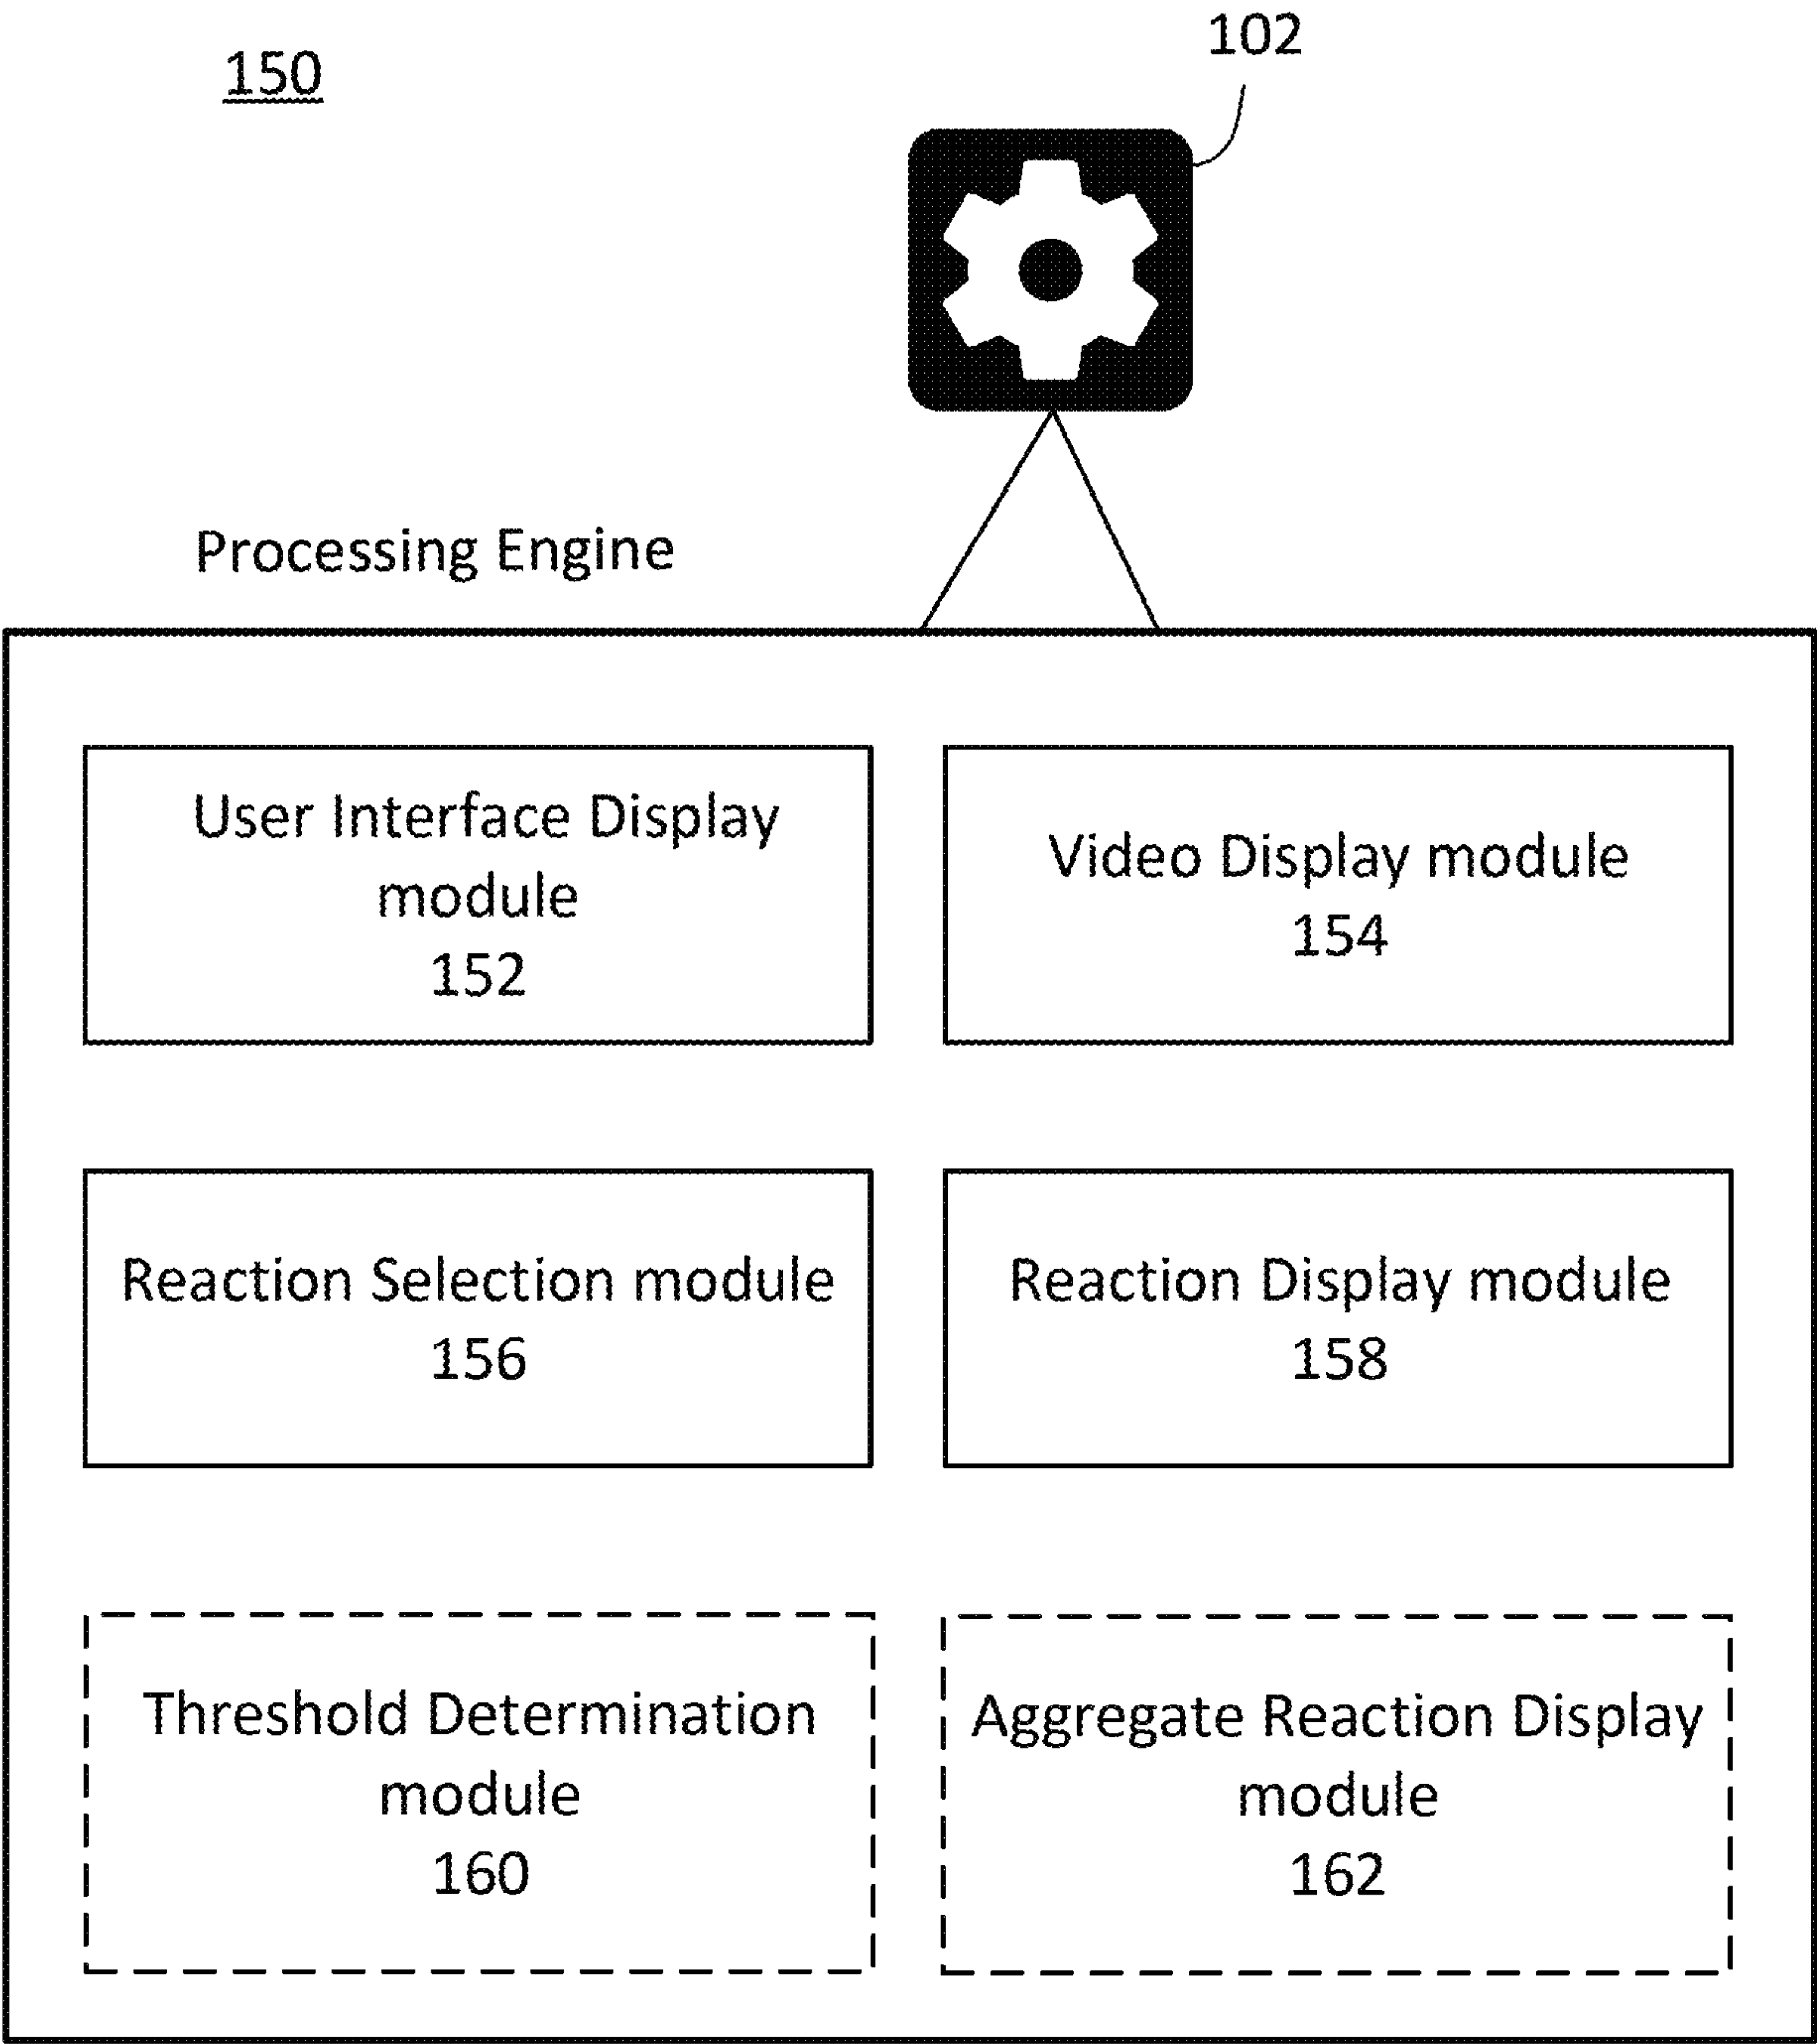 150
102
Processing Engine
User Interface Display
module
152
Video Display module
154
Reaction Selection module
156
Reaction Display module
158
Threshold Determination
module
160
Aggregate Reaction Display
module
162